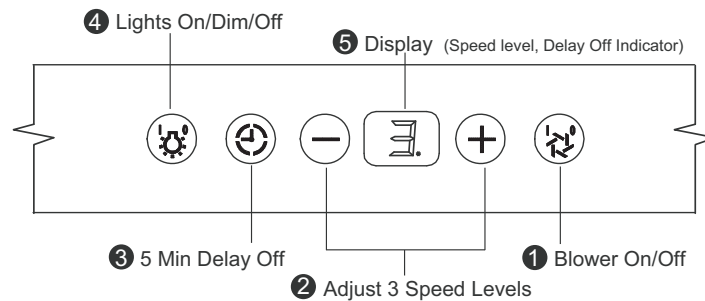 4 Lights On/Dim/Off
5 Display (Speed level, Delay Off Indicator)
3.
3 5 Min Delay Off
1 Blower On/Off
2 Adjust 3 Speed Levels